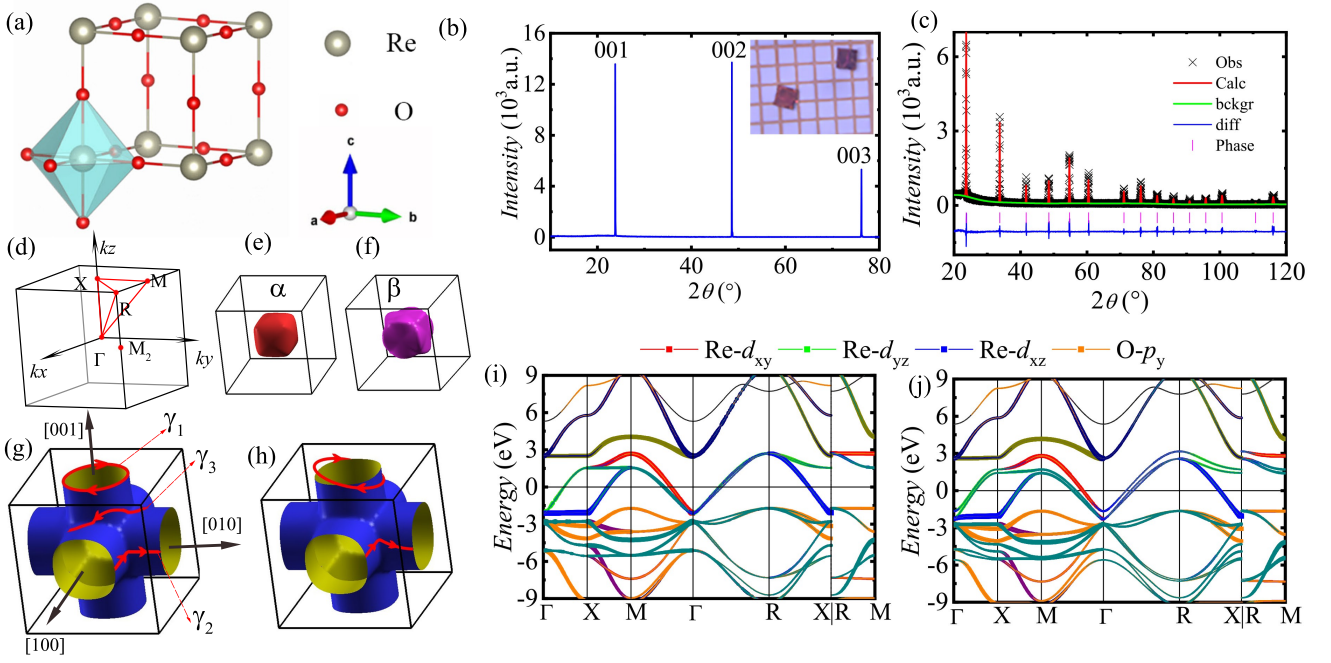 (a)
Re
O
c
a
b
(b)
Intensity (10³a.u.)
16
12
8
4
0
001
002
003
20
40
60
80
2θ (°)
(c)
Intensity (10³a.u.)
6
3
0
Obs
Calc
bckgr
diff
Phase
20
40
60
80
100
120
2θ (°)
(d)
kz
X
M
R
Γ
M₂
kx
ky
(e)
α
(f)
β
(g)
[001]
γ₁
γ₃
[010]
γ₂
[100]
(h)
Re-dxy
Re-dyz
Re-dxz
O-py
(i)
Energy (eV)
9
6
3
0
-3
-6
-9
Γ
X
M
Γ
R
X|R
M
(j)
Energy (eV)
9
6
3
0
-3
-6
-9
Γ
X
M
Γ
R
X|R
M